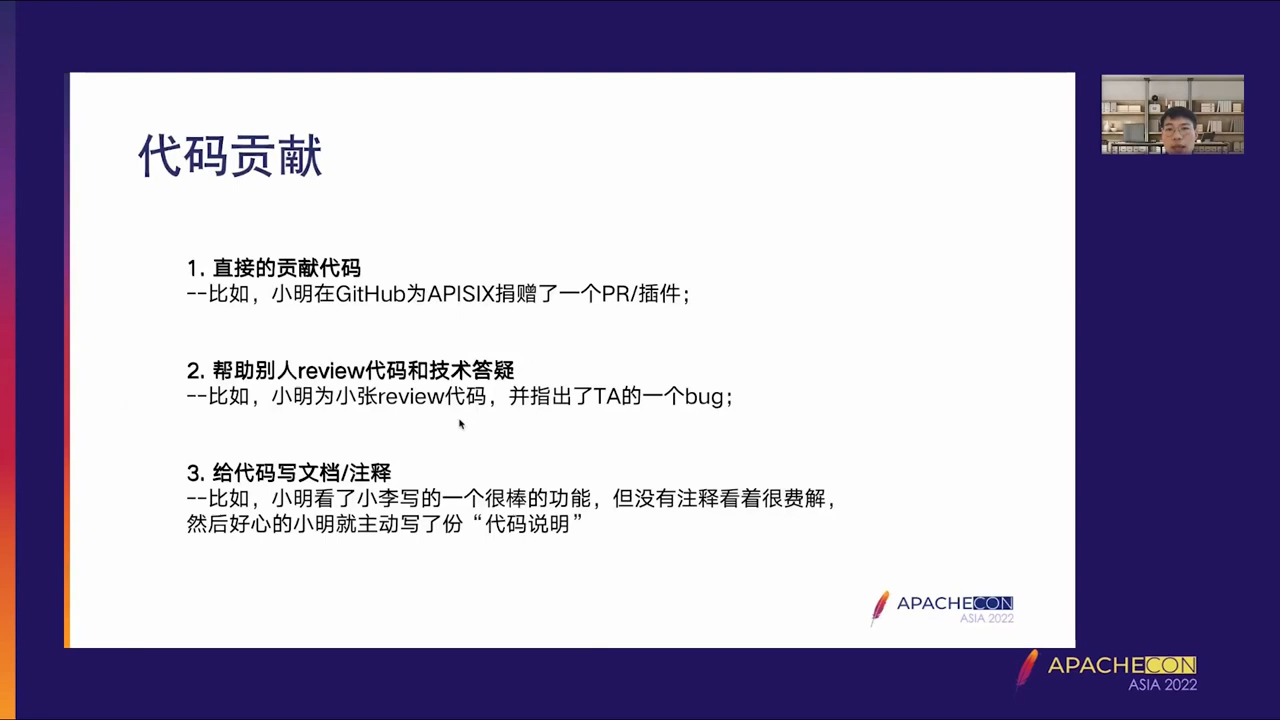 代码贡献
1. 直接的贡献代码
--比如，小明在GitHub为APISIX捐赠了一个PR/插件；
2. 帮助别人review代码和技术答疑
--比如，小明为小张review代码，并指出了TA的一个bug；
3. 给代码写文档/注释
--比如，小明看了小李写的一个很棒的功能，但没有注释看着很费解，
然后好心的小明就主动写了份“代码说明”
APACHECON
ASIA 2022
APACHECON
ASIA 2022